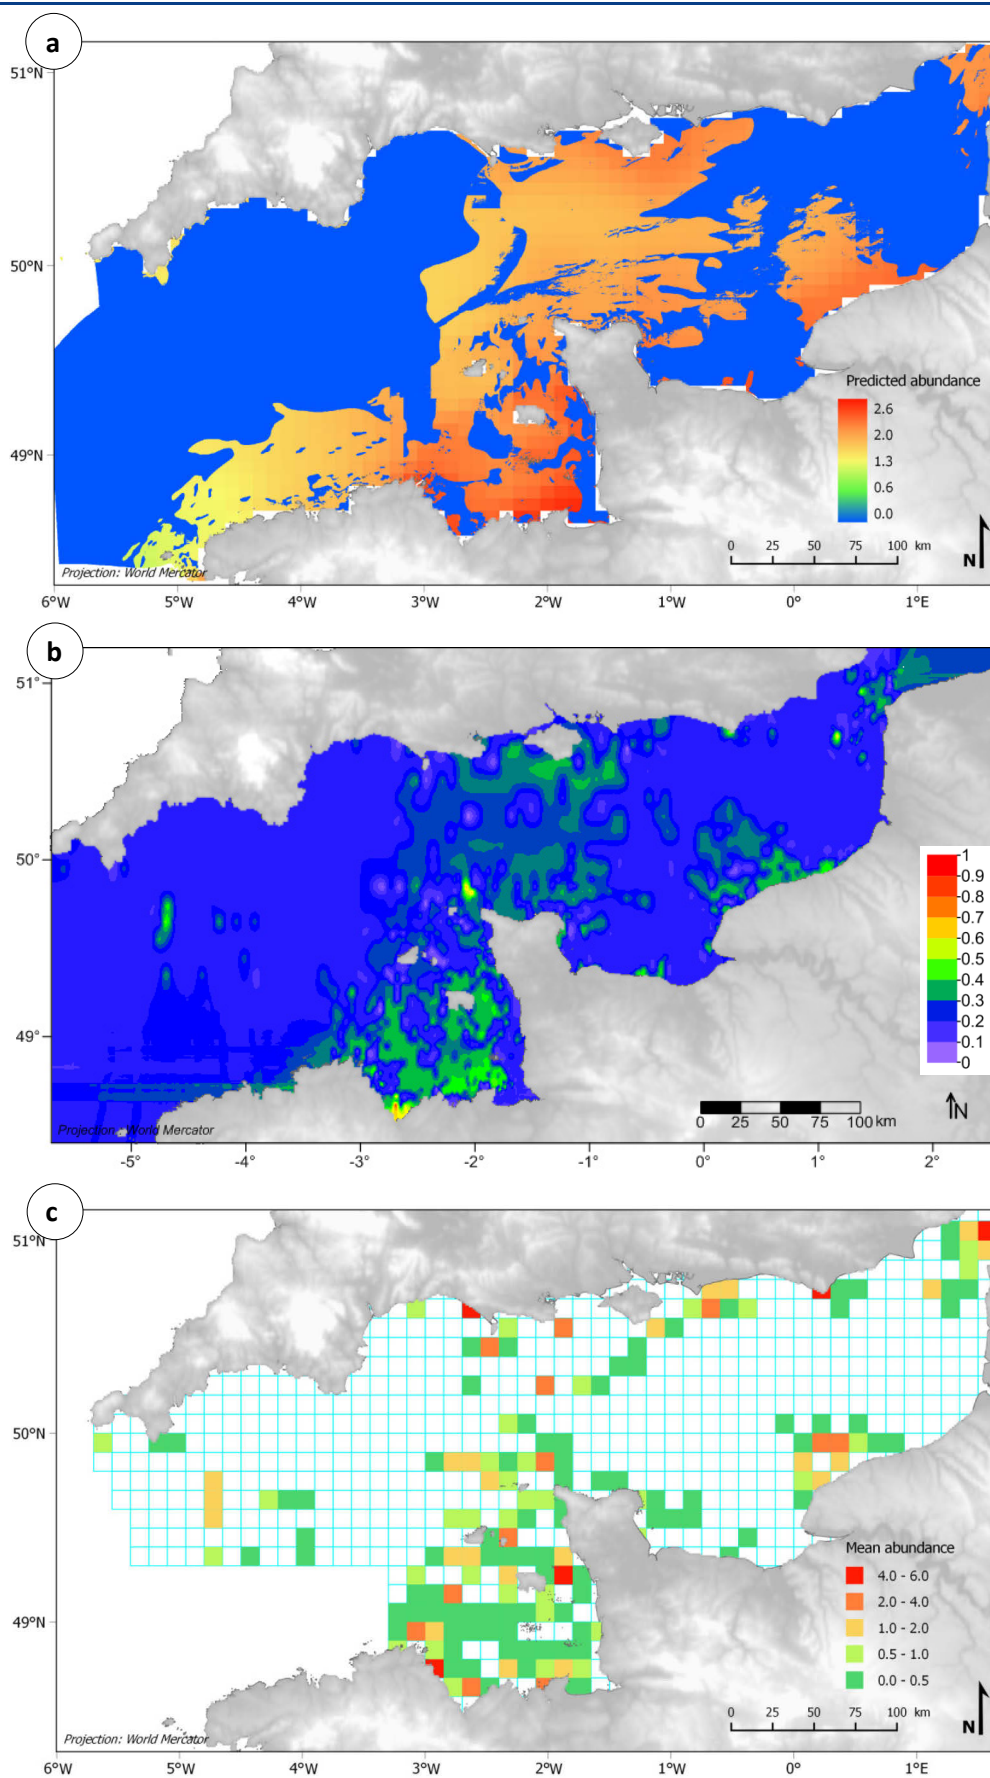 a
51°N
50°N
49°N
Predicted abundance
2.6
2.0
1.3
0.6
0.0
0 25 50 75 100 km
N
Projection: World Mercator
6°W 5°W 4°W 3°W 2°W 1°W 0° 1°E
b
51°
50°
49°
1
0.9
0.8
0.7
0.6
0.5
0.4
0.3
0.2
0.1
0
N
0 25 50 75 100 km
Projection: World Mercator
-5° -4° -3° -2° -1° 0° 1° 2°
c
51°N
50°N
49°N
Mean abundance
4.0 - 6.0
2.0 - 4.0
1.0 - 2.0
0.5 - 1.0
0.0 - 0.5
0 25 50 75 100 km
N
Projection: World Mercator
6°W 5°W 4°W 3°W 2°W 1°W 0° 1°E